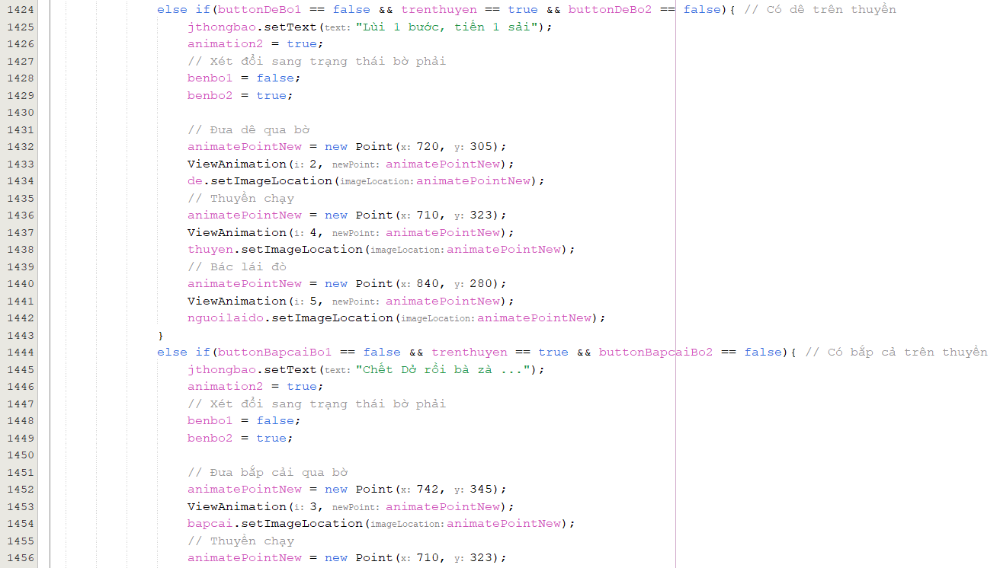 1424 else if(buttonDeBo1 == false && trenthuyen == true && buttonDeBo2 == false){ // Có dê trên thuyền
1425 jthongbao.setText(text: "Lùi 1 bước, tiến 1 sải");
1426 animation2 = true;
1427 // Xét đổi sang trạng thái bờ phải
1428 benbo1 = false;
1429 benbo2 = true;
1430
1431 // Đưa dê qua bờ
1432 animatePointNew = new Point(x: 720, y: 305);
1433 ViewAnimation(i: 2, newPoint: animatePointNew);
1434 de.setImageLocation(imageLocation: animatePointNew);
1435 // Thuyền chạy
1436 animatePointNew = new Point(x: 710, y: 323);
1437 ViewAnimation(i: 4, newPoint: animatePointNew);
1438 thuyen.setImageLocation(imageLocation: animatePointNew);
1439 // Bác lái đò
1440 animatePointNew = new Point(x: 840, y: 280);
1441 ViewAnimation(i: 5, newPoint: animatePointNew);
1442 nguoilaido.setImageLocation(imageLocation: animatePointNew);
1443 }
1444 else if(buttonBapcaiBo1 == false && trenthuyen == true && buttonBapcaiBo2 == false){ // Có bắp cả trên thuyền
1445 jthongbao.setText(text: "Chết Dở rồi bà zà ...");
1446 animation2 = true;
1447 // Xét đổi sang trạng thái bờ phải
1448 benbo1 = false;
1449 benbo2 = true;
1450
1451 // Đưa bắp cải qua bờ
1452 animatePointNew = new Point(x: 742, y: 345);
1453 ViewAnimation(i: 3, newPoint: animatePointNew);
1454 bapcai.setImageLocation(imageLocation: animatePointNew);
1455 // Thuyền chạy
1456 animatePointNew = new Point(x: 710, y: 323);